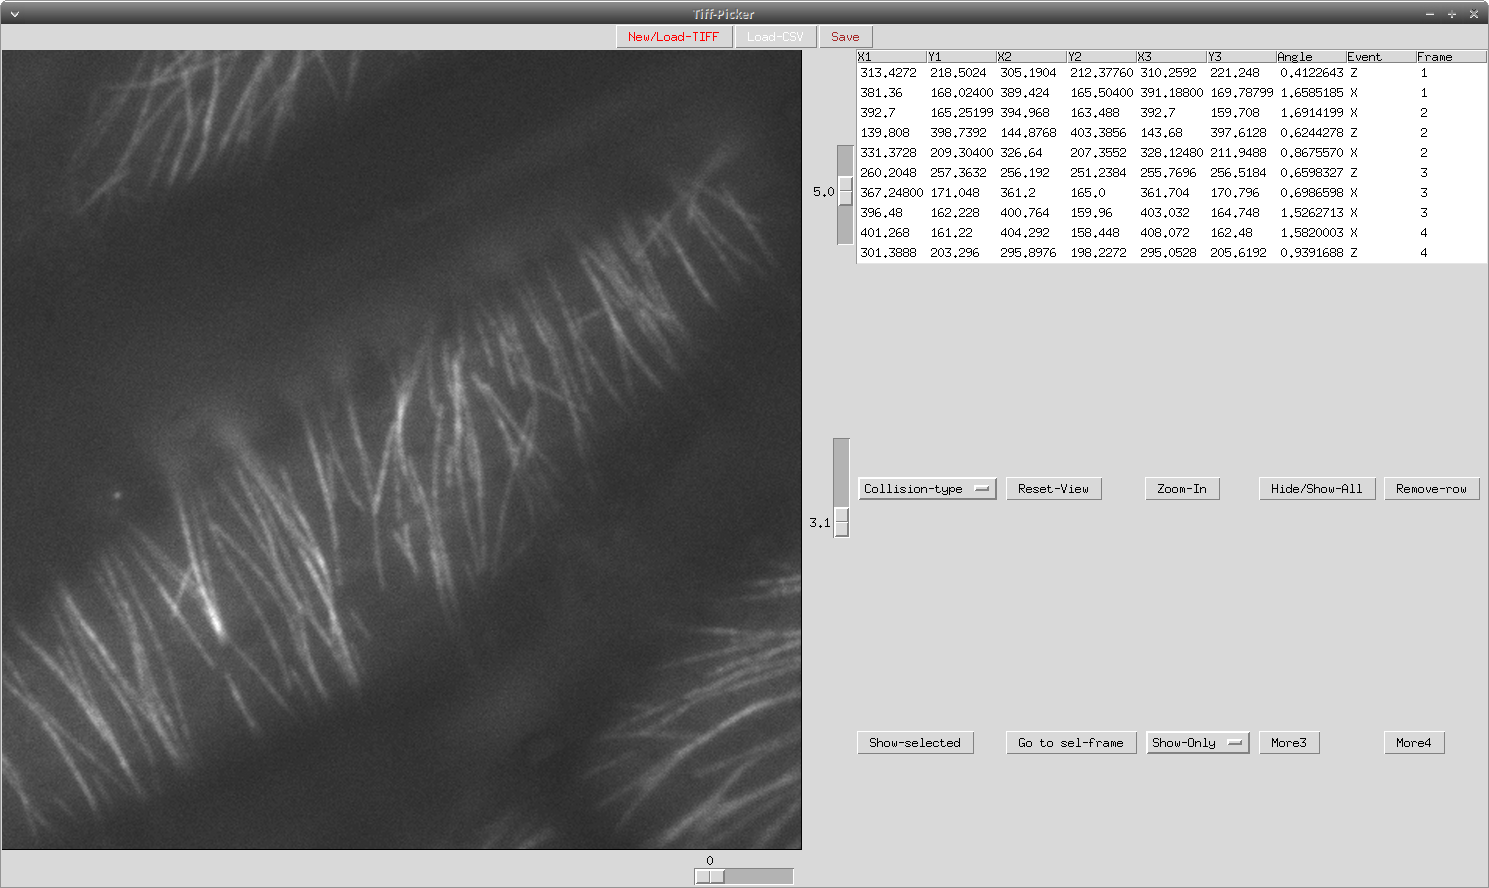 Tiff-Picker
New/Load-TIFF Load-CSV Save
X1 Y1 X2 Y2 X3 Y3 Angle Event Frame
313.4272 218.5024 305.1904 212.37760 310.2592 221.248 0.4122643 Z 1
381.36 168.02400 389.424 165.50400 391.18800 169.78799 1.6585185 X 1
392.7 165.25199 394.968 163.488 392.7 159.708 1.6914199 X 2
139.808 398.7392 144.8768 403.3856 143.68 397.6128 0.6244278 Z 2
331.3728 209.30400 326.64 207.3552 328.12480 211.9488 0.8675570 X 2
260.2048 257.3632 256.192 251.2384 255.7696 256.5184 0.6598327 Z 3
367.24800 171.048 361.2 165.0 361.704 170.796 0.6986598 X 3
396.48 162.228 400.764 159.96 403.032 164.748 1.5262713 X 3
401.268 161.22 404.292 158.448 408.072 162.48 1.5820003 X 4
301.3888 203.296 295.8976 198.2272 295.0528 205.6192 0.9391688 Z 4
5.0
Collision-type Reset-View Zoom-In Hide/Show-All Remove-row
3.1
Show-selected Go to sel-frame Show-Only More3 More4
0